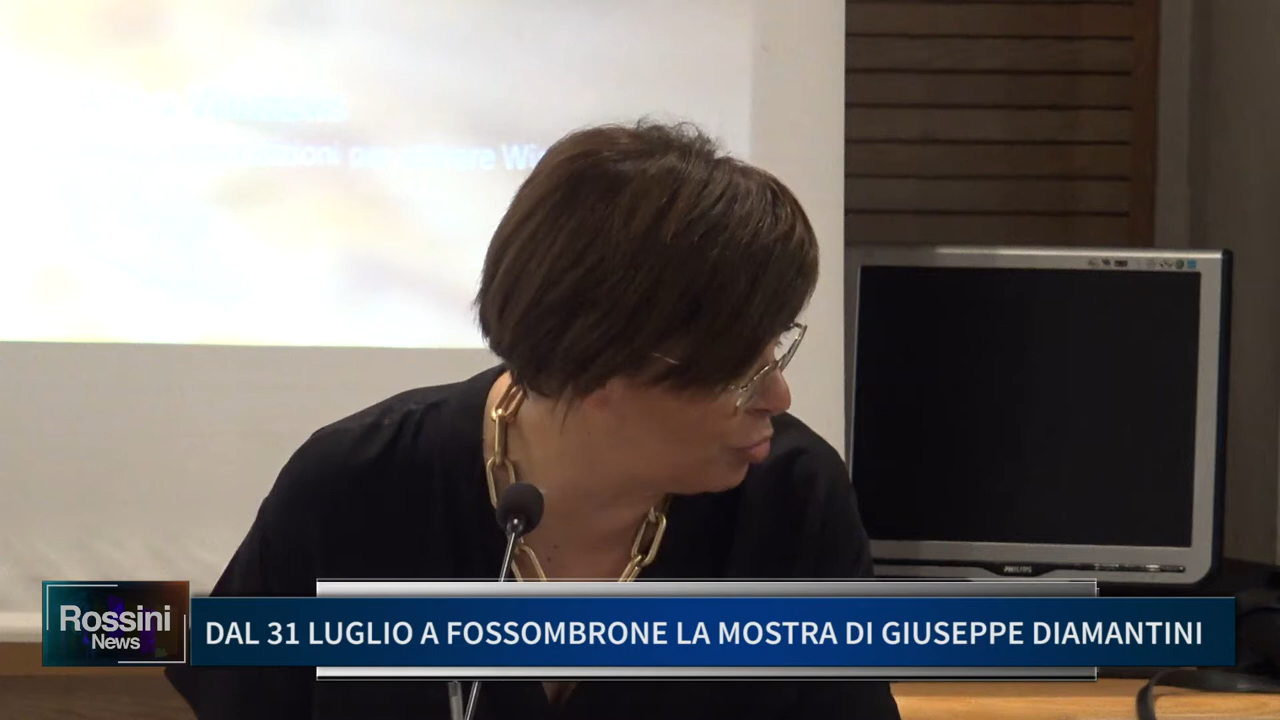 Rossini
News
DAL 31 LUGLIO A FOSSOMBRONE LA MOSTRA DI GIUSEPPE DIAMANTINI
PHILIPS